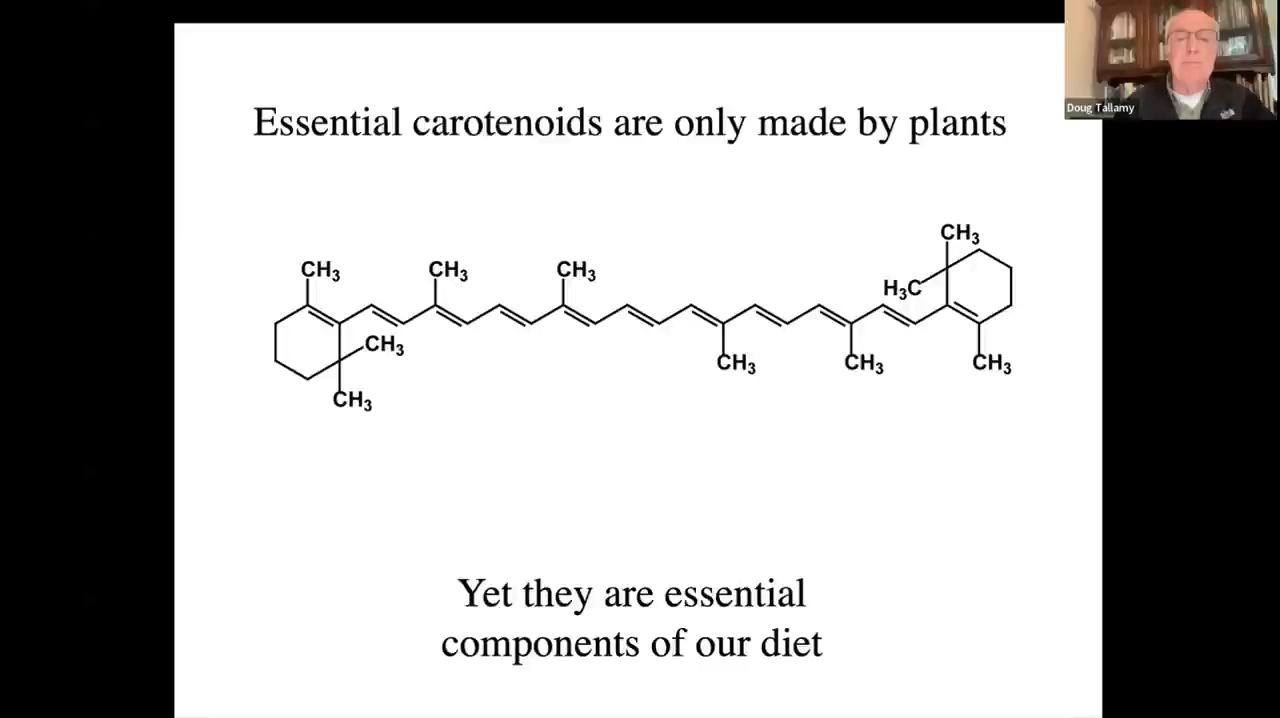 Essential carotenoids are only made by plants
Doug Tallamy
CH3
CH3
CH3
CH3
H3C
CH3
CH3
CH3
CH3
CH3
Yet they are essential
components of our diet